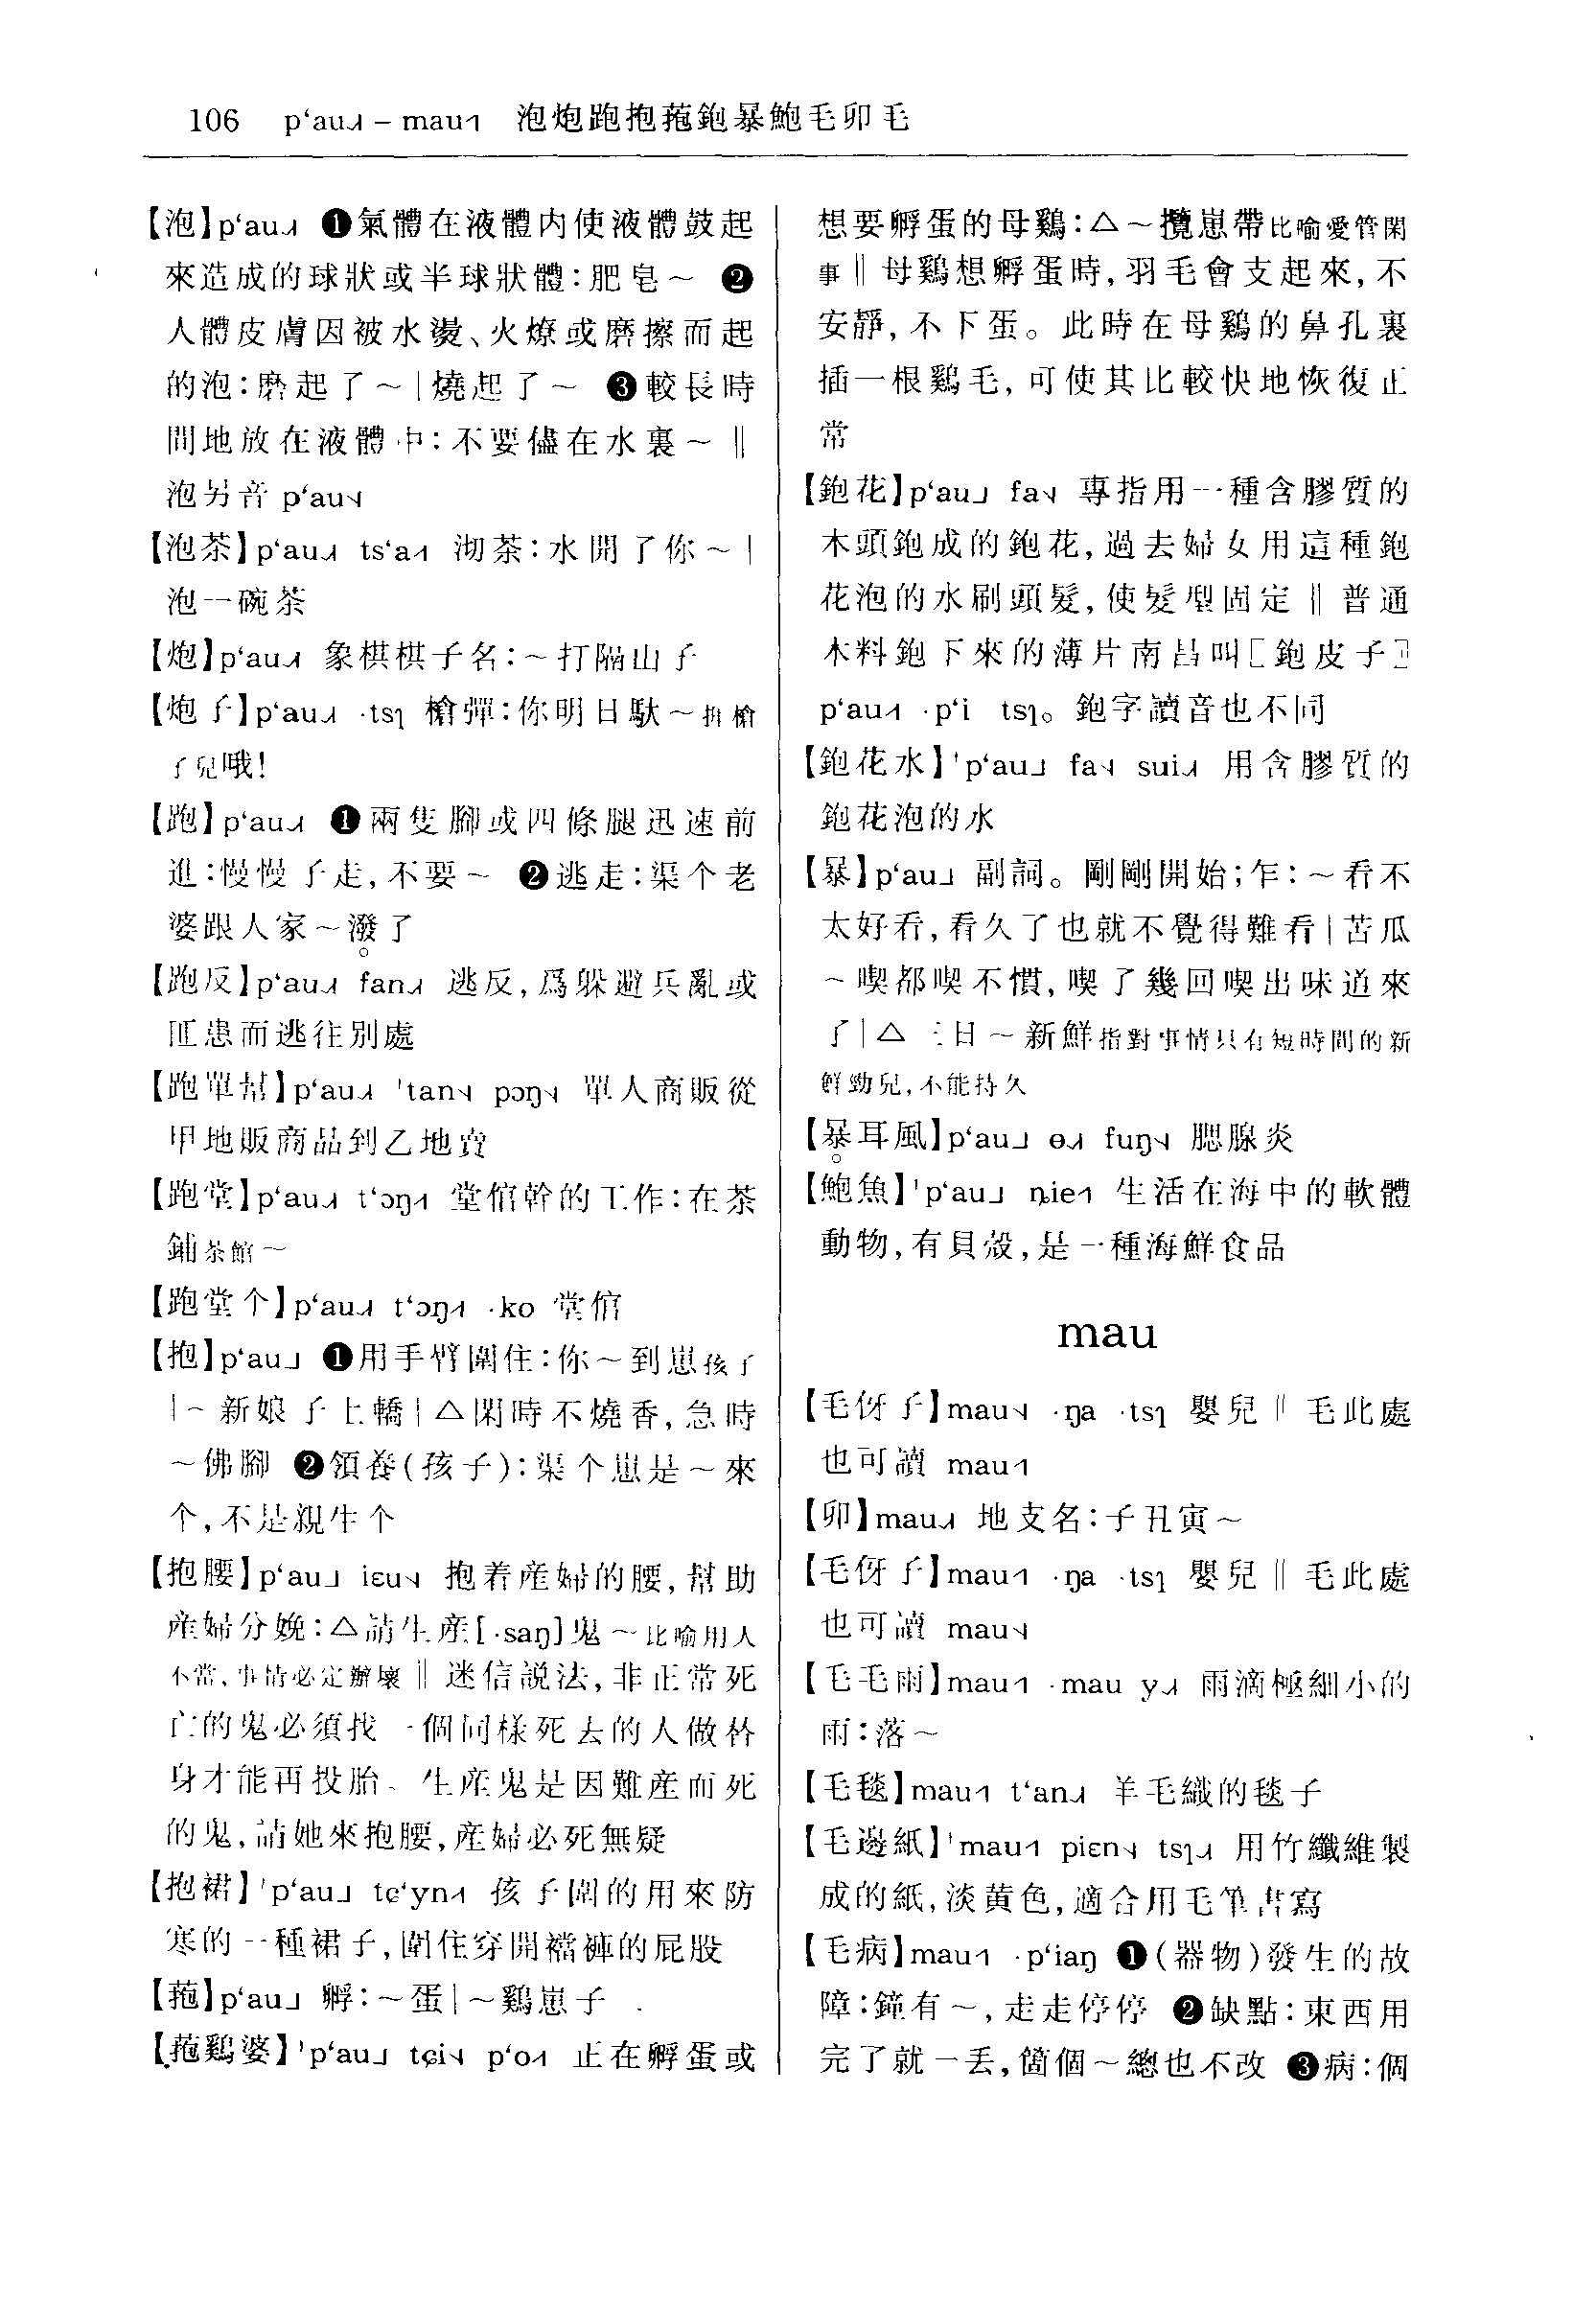 106 pʻau˨˩˧ – mau˦˥ 泡炮跑抱菢鉋暴鮑毛卯毛
【泡】pʻau˨˩˧ ❶氣體在液體内使液體鼓起
來造成的球狀或半球狀體：肥皂～ ❷
人體皮膚因被水燙、火燎或磨擦而起
的泡：磨起了～｜燒起了～ ❸較長時
間地放在液體中：不要儘在水裏～ ‖
泡另音 pʻau˦˨
【泡茶】pʻau˨˩˧ tsʻa˨˦ 沏茶：水開了你～｜
泡一碗茶
【炮】pʻau˨˩˧ 象棋棋子名：～打隔山子
【炮子】pʻau˨˩˧ ·tsɿ 槍彈：你明日馱～捱槍
子兒哦！
【跑】pʻau˨˩˧ ❶兩隻腳或四條腿迅速前
進：慢慢子走，不要～ ❷逃走：渠个老
婆跟人家～潑了
【跑反】pʻau˨˩˧ fan˨˩˧ 逃反，爲躲避兵亂或
匪患而逃往别處
【跑單幫】pʻau˨˩˧ ˈtan˦˨ pɔŋ˦˨ 單人商販從
甲地販商品到乙地賣
【跑堂】pʻau˨˩˧ tʻɔŋ˨˦ 堂倌幹的工作：在茶
鋪茶館～
【跑堂个】pʻau˨˩˧ tʻɔŋ˨˦ ·ko 堂倌
【抱】pʻau˩ ❶用手臂圍住：你～到崽孩子
｜～新娘子上轎｜△閑時不燒香，急時
～佛腳 ❷領養(孩子)：渠个崽是～來
个，不是親生个
【抱腰】pʻau˩ iɛu˦˨ 抱着産婦的腰，幫助
産婦分娩：△請生産[·saŋ]鬼～比喻用人
不當，事情必定辦壞 ‖ 迷信説法，非正常死
亡的鬼必須找一個同樣死去的人做替
身才能再投胎。生産鬼是因難産而死
的鬼，請她來抱腰，産婦必死無疑
【抱裙】ˈpʻau˩ tɕʻyn˨˦ 孩子圍的用來防
寒的一種裙子，圍住穿開襠褲的屁股
【菢】pʻau˩ 孵：～蛋｜～鷄崽子
【菢鷄婆】ˈpʻau˩ tɕi˦˨ pʻo˨˦ 正在孵蛋或
想要孵蛋的母鷄：△～攬崽帶比喻愛管閑
事 ‖ 母鷄想孵蛋時，羽毛會支起來，不
安靜，不下蛋。此時在母鷄的鼻孔裏
插一根鷄毛，可使其比較快地恢復正
常
【鉋花】pʻau˩ fa˦˨ 專指用一種含膠質的
木頭鉋成的鉋花，過去婦女用這種鉋
花泡的水刷頭髮，使髮型固定 ‖ 普通
木料鉋下來的薄片南昌叫[鉋皮子]
pʻau˨˦ ·pʻi tsɿ。鉋字讀音也不同
【鉋花水】ˈpʻau˩ fa˦˨ sui˨˩˧ 用含膠質的
鉋花泡的水
【暴】pʻau˩ 副詞。剛剛開始；乍：～看不
太好看，看久了也就不覺得難看｜苦瓜
～喫都喫不慣，喫了幾回喫出味道來
了｜△三日～新鮮指對事情只有短時間的新
鮮勁兒，不能持久
【暴耳風】pʻau˩ ɵ˨˩˧ fuŋ˦˨ 腮腺炎
【鮑魚】ˈpʻau˩ ȵie˦˥ 生活在海中的軟體
動物，有貝殻，是一種海鮮食品
mau
【毛伢子】mau˦˨ ·ŋa ·tsɿ 嬰兒 ‖ 毛此處
也可讀 mau˦˥
【卯】mau˨˩˧ 地支名：子丑寅～
【毛伢子】mau˦˥ ·ŋa ·tsɿ 嬰兒 ‖ 毛此處
也可讀 mau˦˨
【毛毛雨】mau˦˥ ·mau y˨˩˧ 雨滴極細小的
雨：落～
【毛毯】mau˦˥ tʻan˨˩˧ 羊毛織的毯子
【毛邊紙】ˈmau˦˥ piɛn˦˨ tsɿ˨˩˧ 用竹纖維製
成的紙，淡黄色，適合用毛筆書寫
【毛病】mau˦˥ ·pʻiaŋ ❶(器物)發生的故
障：鐘有～，走走停停 ❷缺點：東西用
完了就一丢，箇個～總也不改 ❸病：個